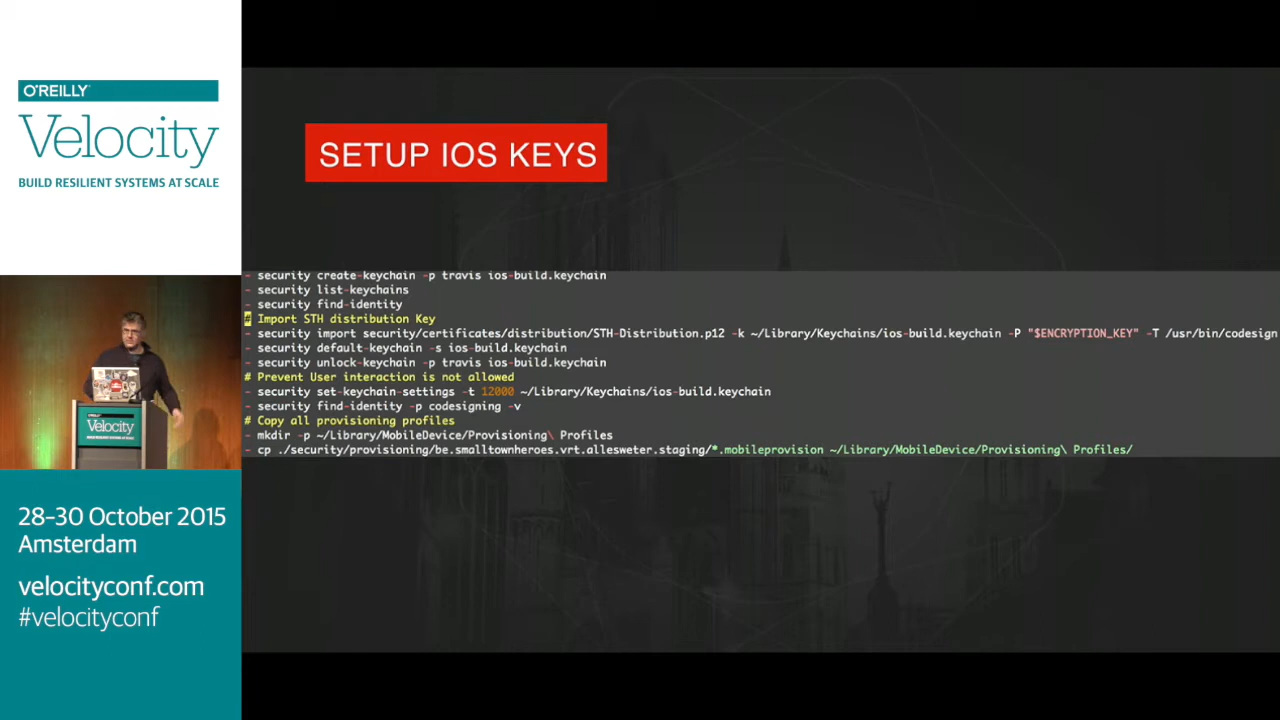 O'REILLY
Velocity
BUILD RESILIENT SYSTEMS AT SCALE
SETUP IOS KEYS
- security create-keychain -p travis ios-build.keychain
- security list-keychains
- security find-identity
# Import STH distribution Key
- security import security/certificates/distribution/STH-Distribution.p12 -k ~/Library/Keychains/ios-build.keychain -P "$ENCRYPTION_KEY" -T /usr/bin/codesign
- security default-keychain -s ios-build.keychain
- security unlock-keychain -p travis ios-build.keychain
# Prevent User interaction is not allowed
- security set-keychain-settings -t 12000 ~/Library/Keychains/ios-build.keychain
- security find-identity -p codesigning -v
# Copy all provisioning profiles
- mkdir -p ~/Library/MobileDevice/Provisioning\ Profiles
- cp ./security/provisioning/be.smalltownheroes.vrt.allesweter.staging/*.mobileprovision ~/Library/MobileDevice/Provisioning\ Profiles/
O'REILLY
Velocity
28-30 October 2015
Amsterdam
velocityconf.com
#velocityconf